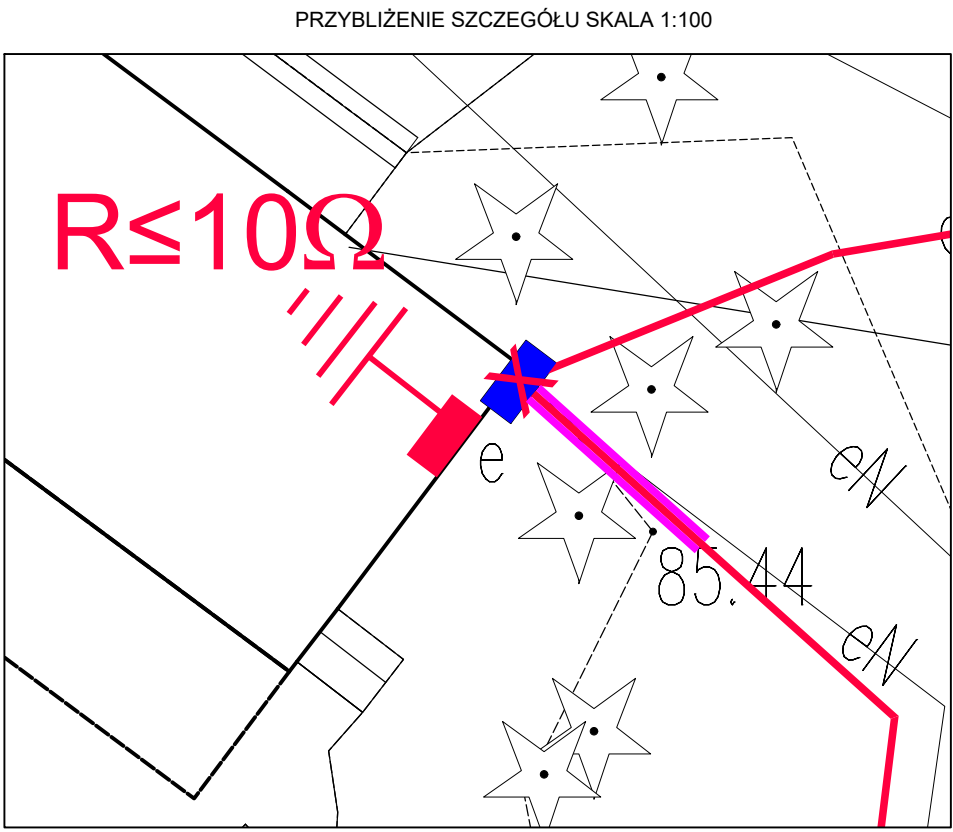 PRZYBLIŻENIE SZCZEGÓŁU SKALA 1:100
R≤10Ω
e
eN
85.44
eN